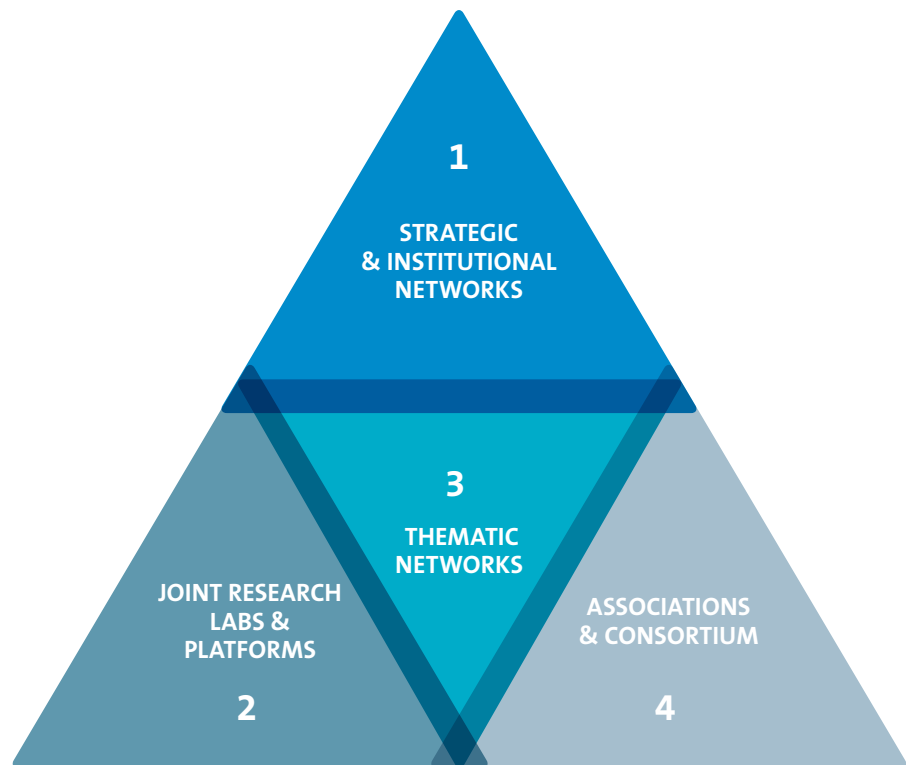 1
STRATEGIC
& INSTITUTIONAL
NETWORKS
3
THEMATIC
NETWORKS
JOINT RESEARCH
LABS &
PLATFORMS
2
ASSOCIATIONS
& CONSORTIUM
4